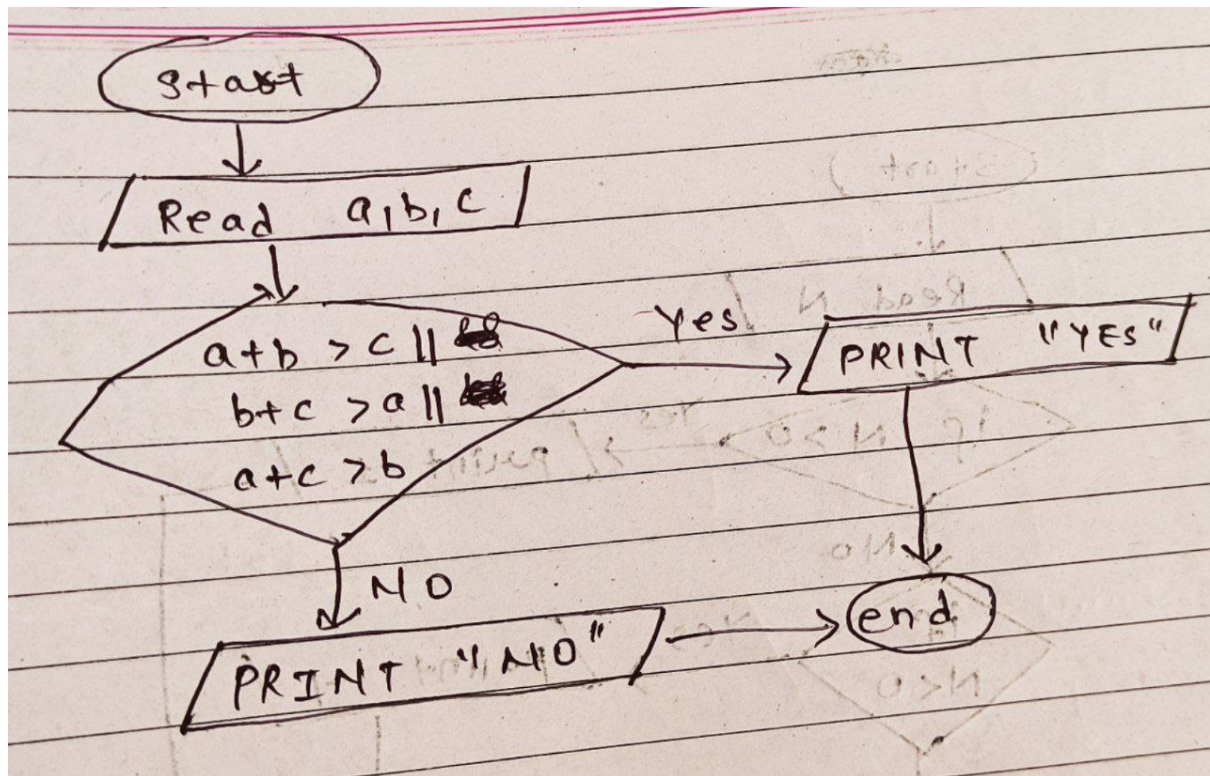 Start
Read a, b, c
a+b > c ||
b+c > a ||
a+c > b
Yes
PRINT "YES"
NO
PRINT "NO"
end